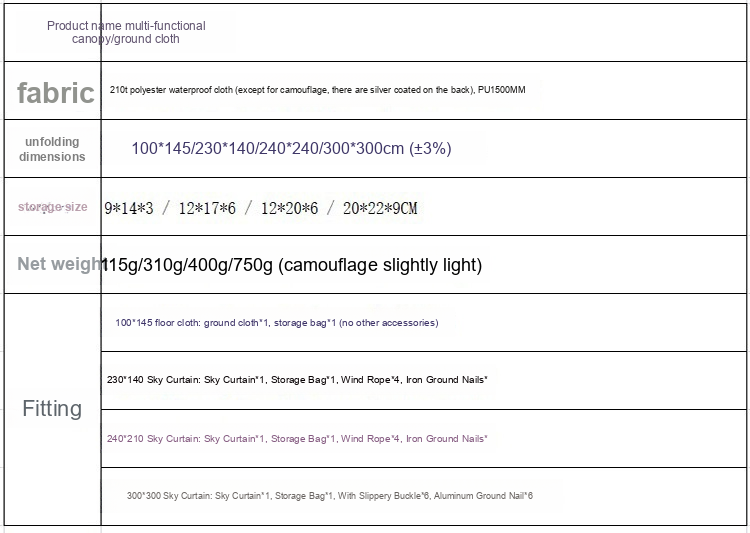 Product name multi-functional
canopy/ground cloth
fabric
210t polyester waterproof cloth (except for camouflage, there are silver coated on the back), PU1500MM
unfolding
dimensions
100*145/230*140/240*240/300*300cm (±3%)
storage size
9*14*3 / 12*17*6 / 12*20*6 / 20*22*9CM
Net weight
115g/310g/400g/750g (camouflage slightly light)
Fitting
100*145 floor cloth: ground cloth*1, storage bag*1 (no other accessories)
230*140 Sky Curtain: Sky Curtain*1, Storage Bag*1, Wind Rope*4, Iron Ground Nails*
240*210 Sky Curtain: Sky Curtain*1, Storage Bag*1, Wind Rope*4, Iron Ground Nails*
300*300 Sky Curtain: Sky Curtain*1, Storage Bag*1, With Slippery Buckle*6, Aluminum Ground Nail*6